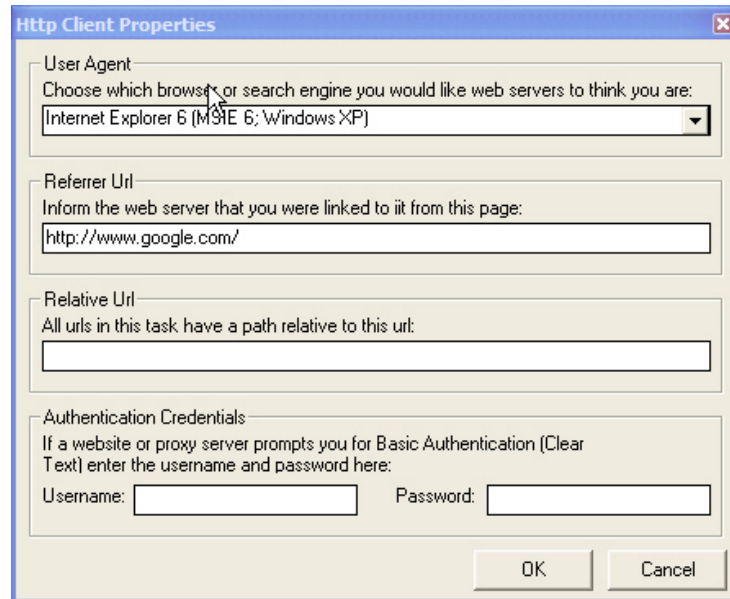 Http Client Properties
User Agent
Choose which browser or search engine you would like web servers to think you are:
Internet Explorer 6 (MSIE 6; Windows XP)
Referrer Url
Inform the web server that you were linked to iit from this page:
http://www.google.com/
Relative Url
All urls in this task have a path relative to this url:
Authentication Credentials
If a website or proxy server prompts you for Basic Authentication (Clear
Text) enter the username and password here:
Username: Password:
OK Cancel